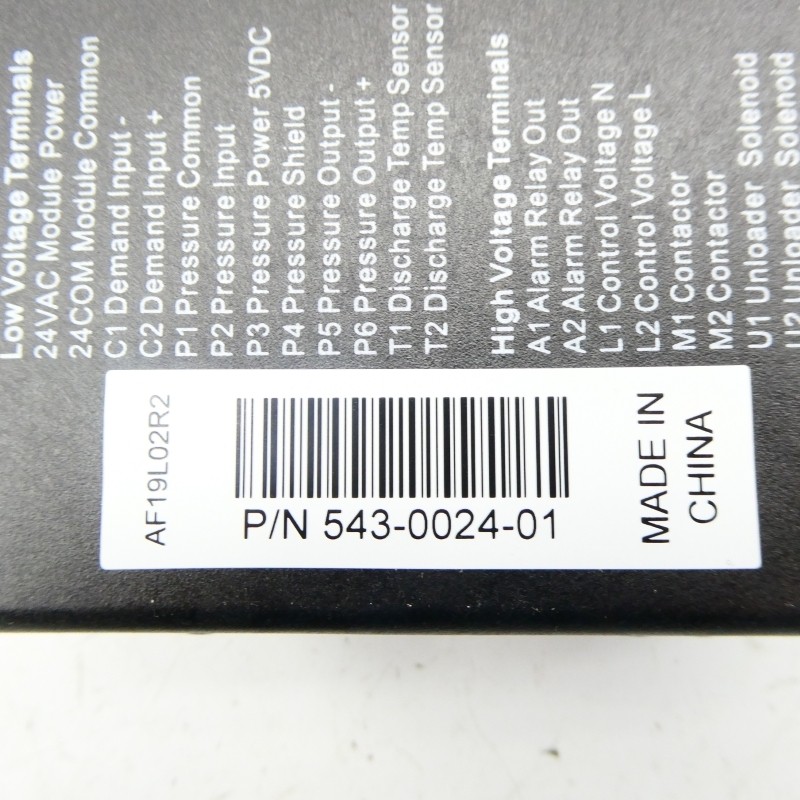 Low Voltage Terminals
24VAC Module Power
24COM Module Common
C1 Demand Input -
C2 Demand Input +
P1 Pressure Common
P2 Pressure Input
P3 Pressure Power 5VDC
P4 Pressure Shield
P5 Pressure Output -
P6 Pressure Output +
T1 Discharge Temp Sensor
T2 Discharge Temp Sensor
High Voltage Terminals
A1 Alarm Relay Out
A2 Alarm Relay Out
L1 Control Voltage N
L2 Control Voltage L
M1 Contactor
M2 Contactor
U1 Unloader Solenoid
U2 Unloader Solenoid
AF19L02R2
P/N 543-0024-01
MADE IN
CHINA